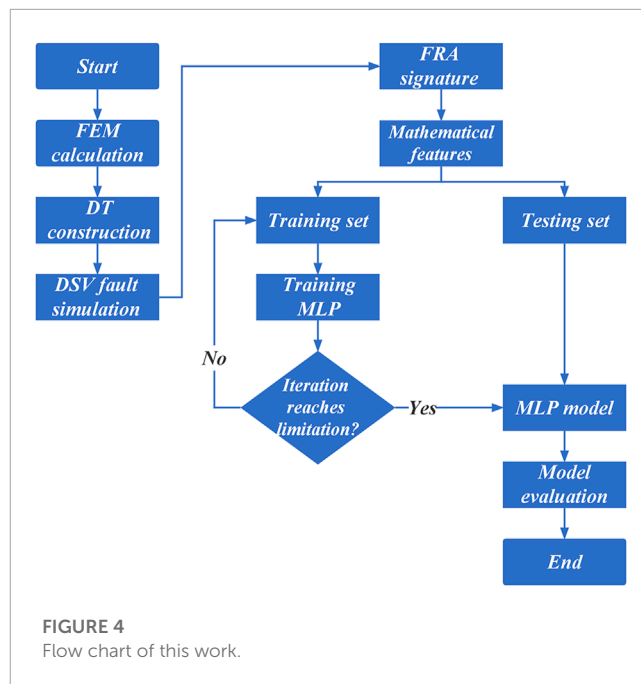 Start
FEM
calculation
DT
construction
DSV fault
simulation
FRA
signature
Mathematical
features
Training set
Testing set
Training
MLP
No
Iteration
reaches
limitation?
Yes
MLP model
Model
evaluation
End
FIGURE 4
Flow chart of this work.